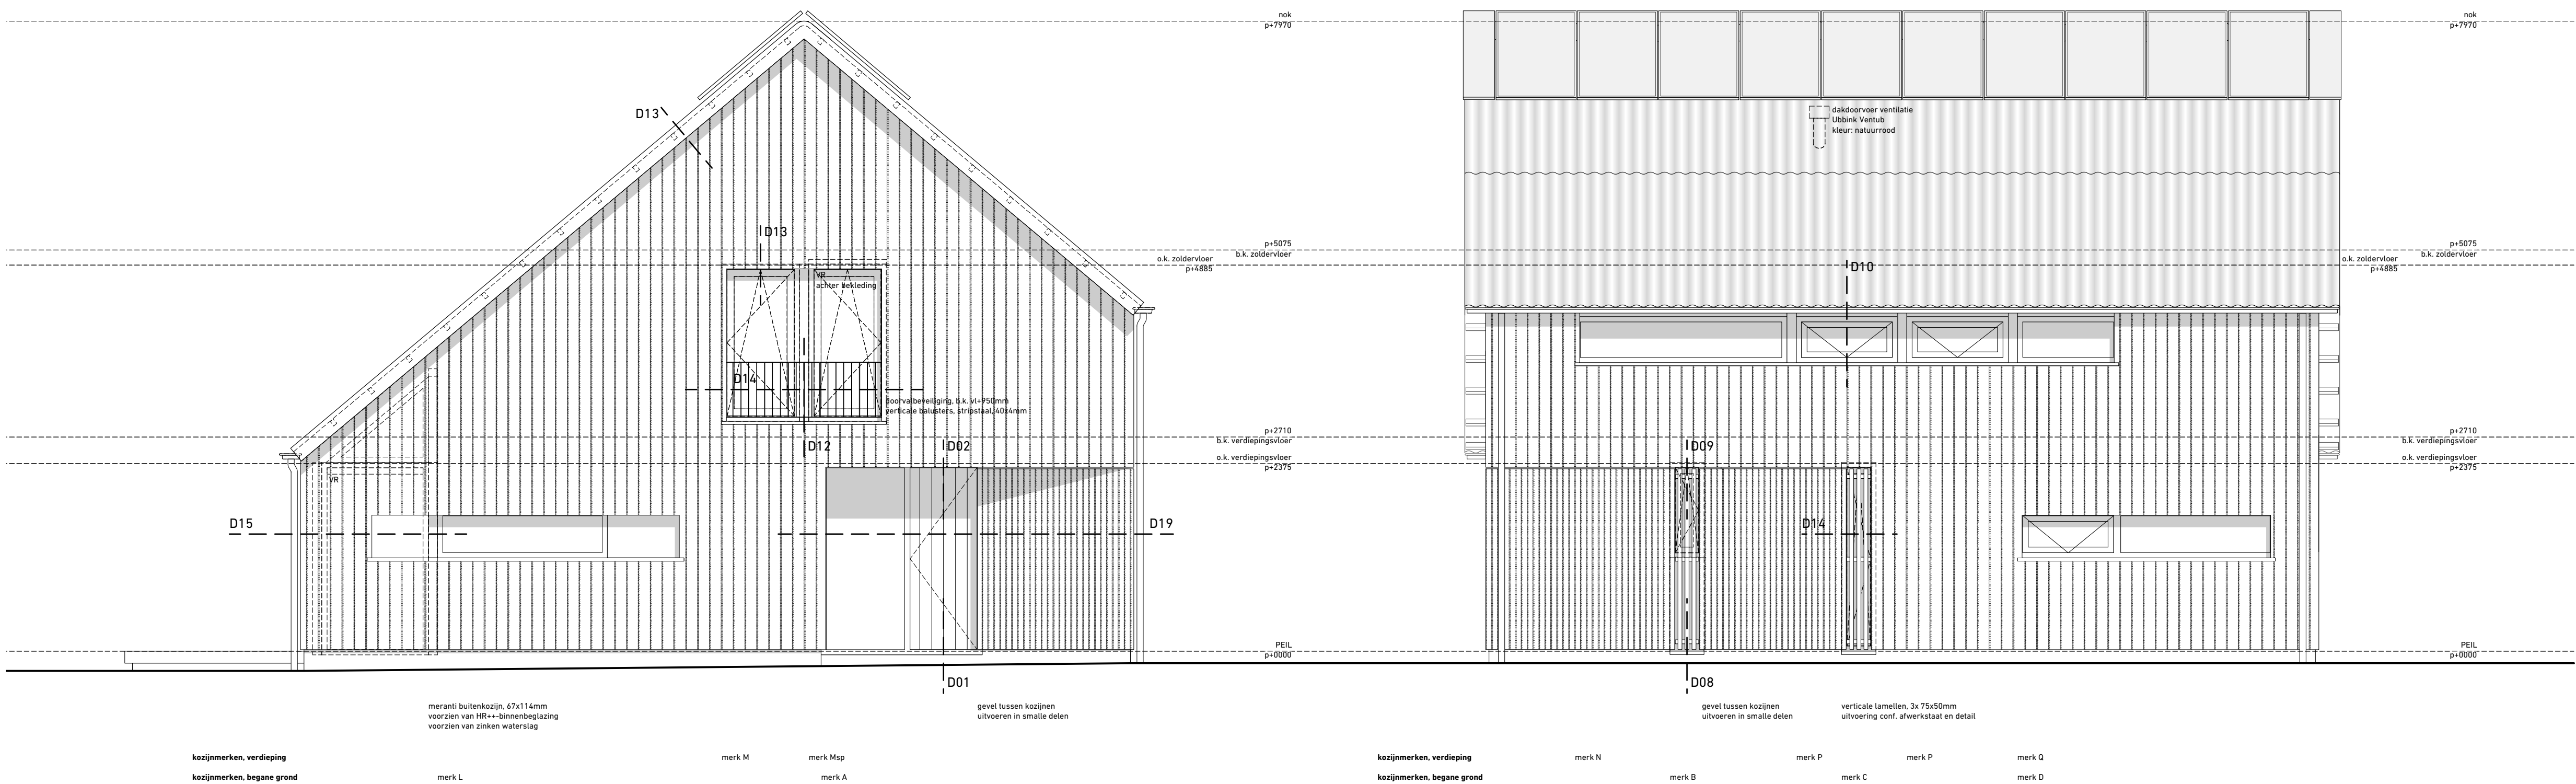 nok
p+7970
nok
p+7970
D13
dakdoorvoer ventilatie
Ubbink Ventub
kleur: natuurrood
D13
p+5075
b.k. zoldervloer
o.k. zoldervloer
p+4885
p+5075
b.k. zoldervloer
o.k. zoldervloer
p+4885
VR
achter bekleding
D10
D14
doorvalbeveiliging, b.k. vl+950mm
verticale balusters, stripstaal, 40x4mm
p+2710
b.k. verdiepingsvloer
o.k. verdiepingsvloer
p+2375
p+2710
b.k. verdiepingsvloer
o.k. verdiepingsvloer
p+2375
D12
D02
D09
VR
D15
D19
D14
PEIL
p+0000
PEIL
p+0000
D01
D08
meranti buitenkozijn, 67x114mm
voorzien van HR++-binnenbeglazing
voorzien van zinken waterslag
gevel tussen kozijnen
uitvoeren in smalle delen
gevel tussen kozijnen
uitvoeren in smalle delen
verticale lamellen, 3x 75x50mm
uitvoering conf. afwerkstaat en detail
kozijnmerken, verdieping merk M merk Msp
kozijnmerken, begane grond merk L merk A
kozijnmerken, verdieping merk N merk P merk P merk Q
kozijnmerken, begane grond merk B merk C merk D